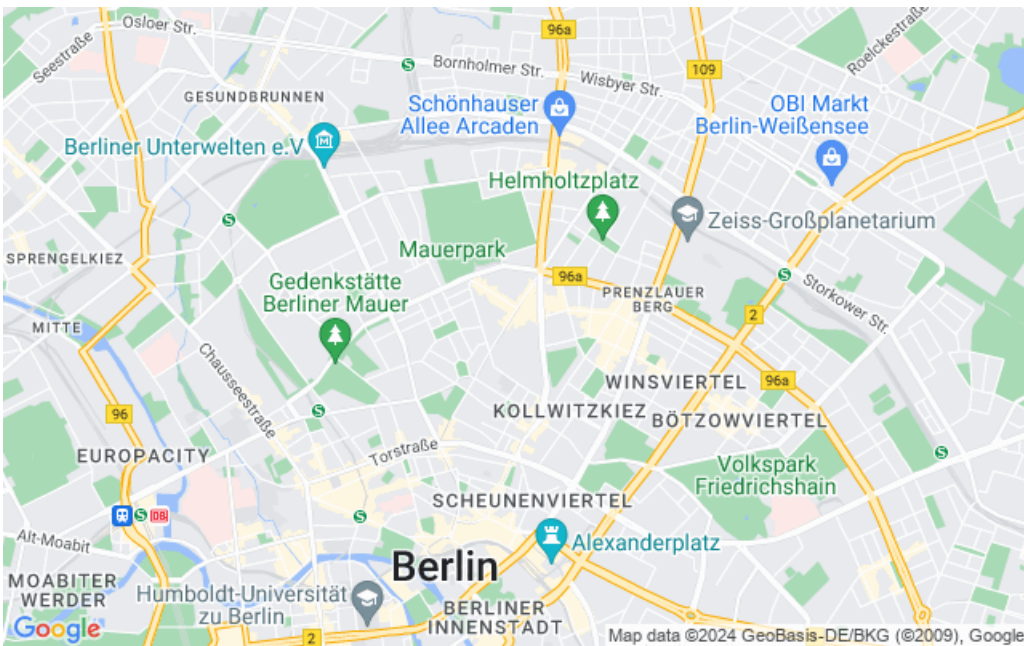 Osloer Str.
96a
Seestraße
Roelckestraße
Bornholmer Str.
Wisbyer Str.
109
GESUNDBRUNNEN
Schönhauser
Allee Arcaden
OBI Markt
Berlin-Weißensee
Berliner Unterwelten e.V
Helmholtzplatz
Zeiss-Großplanetarium
Mauerpark
SPRENGELKIEZ
Gedenkstätte
Berliner Mauer
96a
PRENZLAUER
BERG
Storkower Str.
2
MITTE
Chausseestraße
WINSVIERTEL
96a
96
KOLLWITZKIEZ
BÖTZOWVIERTEL
EUROPACITY
Torstraße
Volkspark
Friedrichshain
SCHEUNENVIERTEL
DB
Alt-Moabit
Alexanderplatz
Berlin
MOABITER
WERDER
Humboldt-Universität
zu Berlin
BERLINER
INNENSTADT
Google
2
Map data ©2024 GeoBasis-DE/BKG (©2009), Google